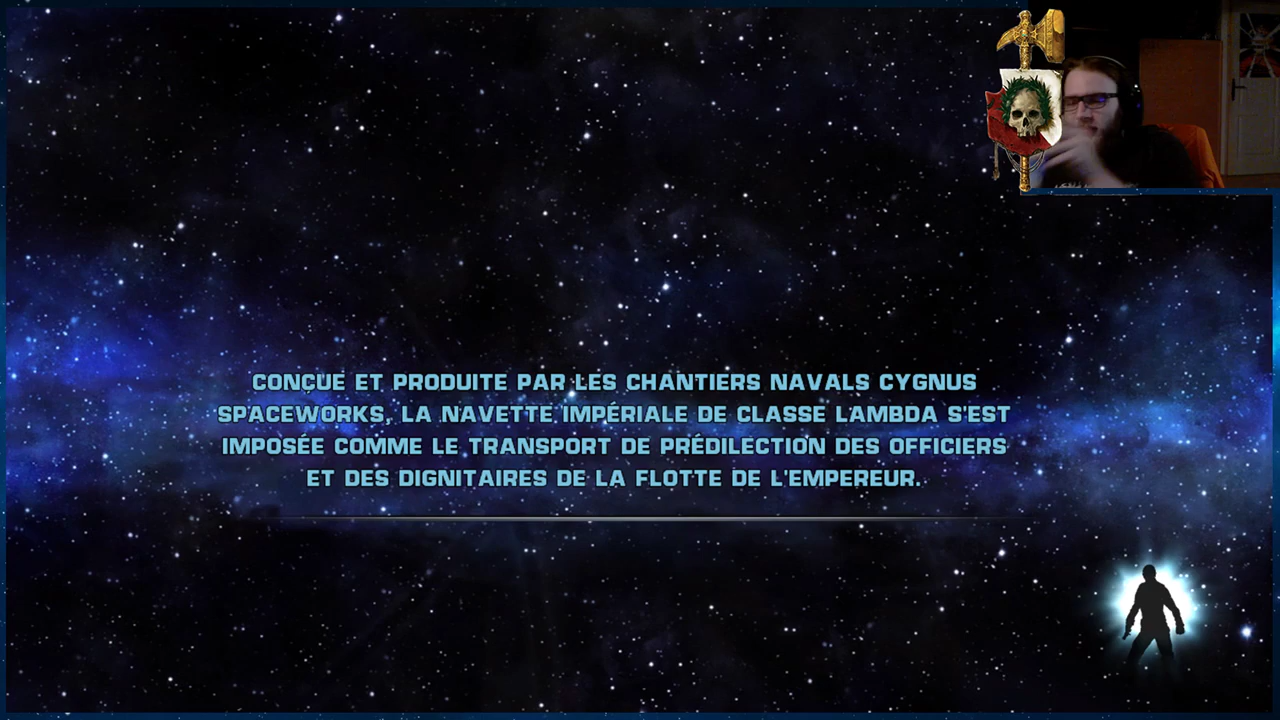 CONÇUE ET PRODUITE PAR LES CHANTIERS NAVALS CYGNUS
SPACEWORKS, LA NAVETTE IMPÉRIALE DE CLASSE LAMBDA S'EST
IMPOSÉE COMME LE TRANSPORT DE PRÉDILECTION DES OFFICIERS
ET DES DIGNITAIRES DE LA FLOTTE DE L'EMPEREUR.